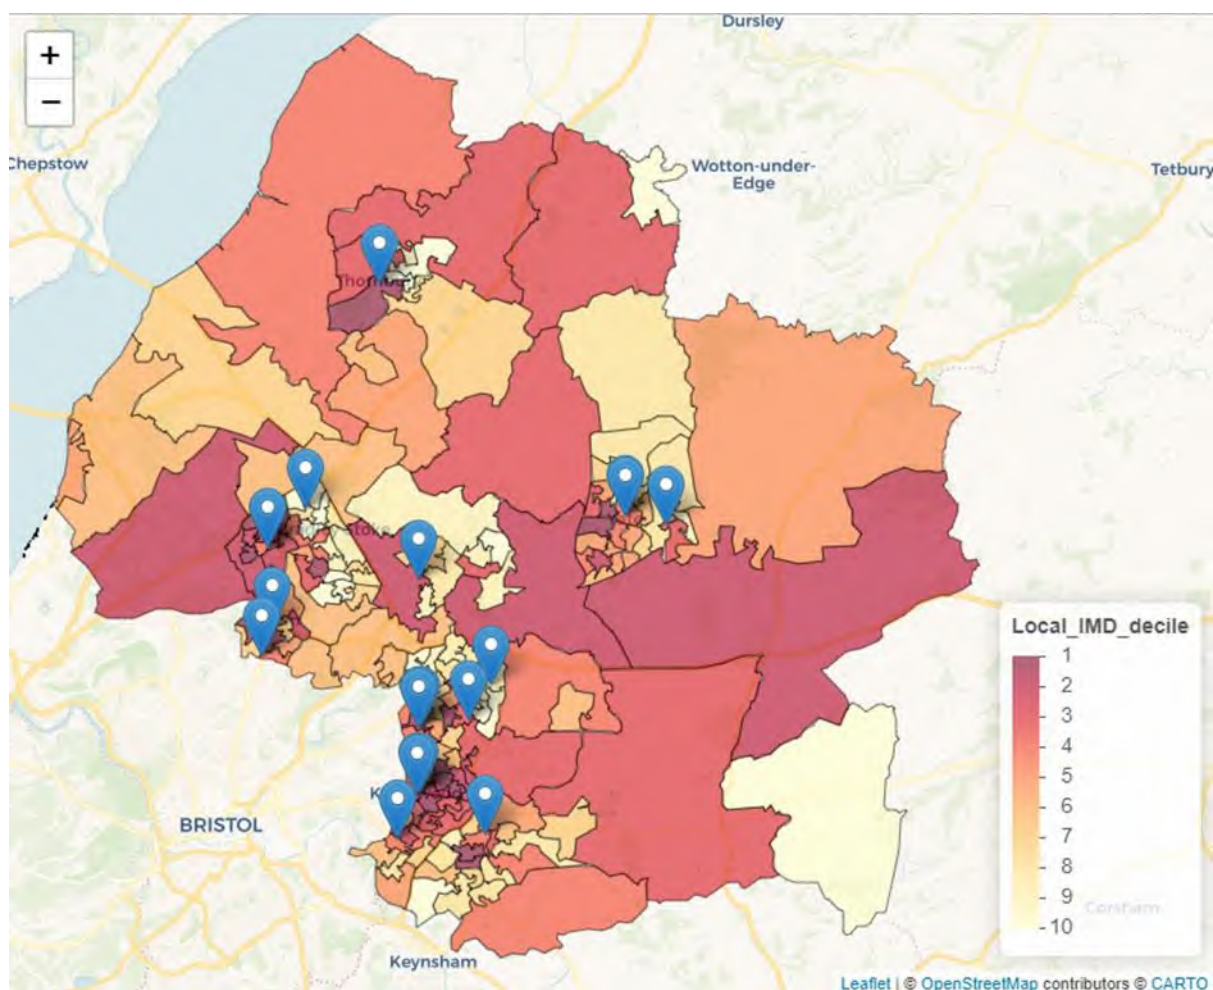 +
−
Dursley
Chepstow
Wotton-under-
Edge
Tetbury
Local_IMD_decile
1
2
3
4
5
6
7
8
9
10
Corsham
BRISTOL
Keynsham
Leaflet | © OpenStreetMap contributors © CARTO